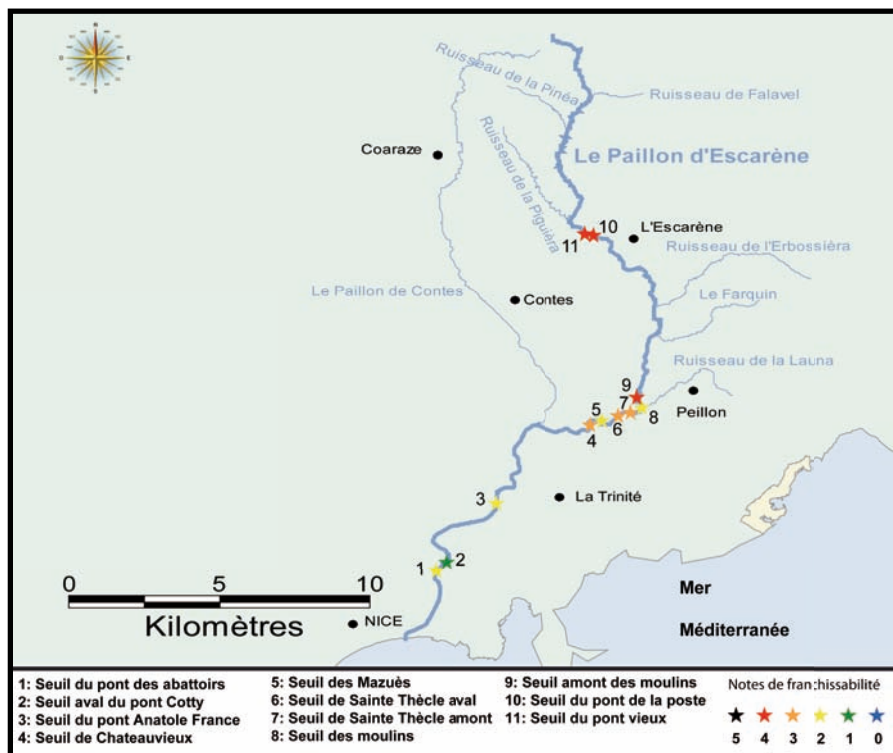 Ruisseau de la Pinéa
Ruisseau de Falavel
Coaraze
Le Paillon d'Escarène
Ruisseau de la Piguièra
10
L'Escarène
11
Ruisseau de l'Erbossièra
Le Paillon de Contes
Le Farquin
Contes
Ruisseau de la Launa
9
7
5
8
Peillon
6
4
3
La Trinité
2
1
0 5 10
Kilomètres
NICE
Mer
Méditerranée
1: Seuil du pont des abattoirs
2: Seuil aval du pont Cotty
3: Seuil du pont Anatole France
4: Seuil de Chateauvieux
5: Seuil des Mazuès
6: Seuil de Sainte Thècle aval
7: Seuil de Sainte Thècle amont
8: Seuil des moulins
9: Seuil amont des moulins
10: Seuil du pont de la poste
11: Seuil du pont vieux
Notes de franchissabilité
5 4 3 2 1 0